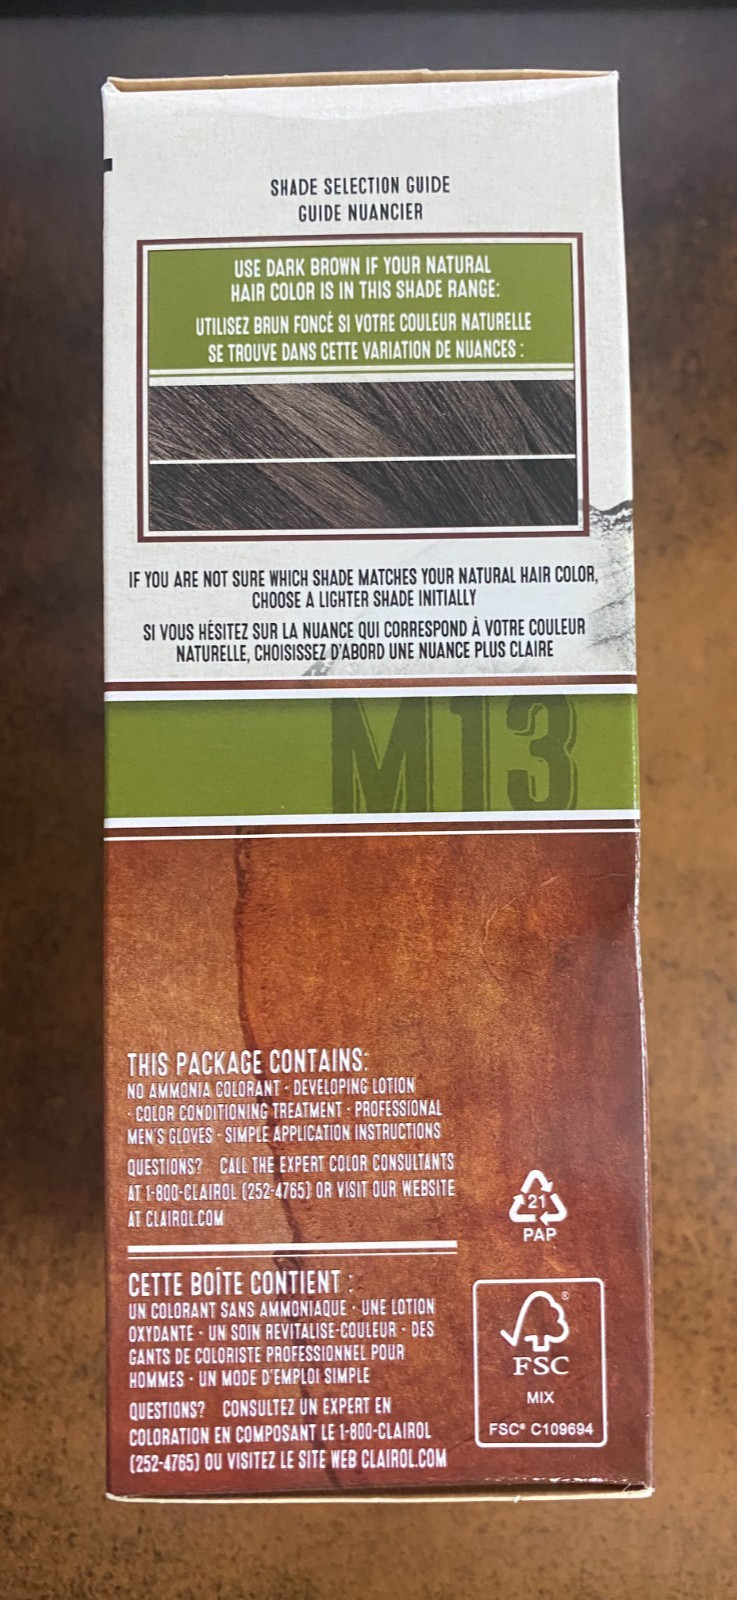 SHADE SELECTION GUIDE
GUIDE NUANCIER
USE DARK BROWN IF YOUR NATURAL
HAIR COLOR IS IN THIS SHADE RANGE:
UTILISEZ BRUN FONCÉ SI VOTRE COULEUR NATURELLE
SE TROUVE DANS CETTE VARIATION DE NUANCES :
IF YOU ARE NOT SURE WHICH SHADE MATCHES YOUR NATURAL HAIR COLOR,
CHOOSE A LIGHTER SHADE INITIALLY
SI VOUS HÉSITEZ SUR LA NUANCE QUI CORRESPOND À VOTRE COULEUR
NATURELLE, CHOISISSEZ D'ABORD UNE NUANCE PLUS CLAIRE
M13
THIS PACKAGE CONTAINS:
NO AMMONIA COLORANT · DEVELOPING LOTION
· COLOR CONDITIONING TREATMENT · PROFESSIONAL
MEN'S GLOVES · SIMPLE APPLICATION INSTRUCTIONS
QUESTIONS? CALL THE EXPERT COLOR CONSULTANTS
AT 1-800-CLAIROL (252-4765) OR VISIT OUR WEBSITE
AT CLAIROL.COM
CETTE BOÎTE CONTIENT :
UN COLORANT SANS AMMONIAQUE · UNE LOTION
OXYDANTE · UN SOIN REVITALISE-COULEUR · DES
GANTS DE COLORISTE PROFESSIONNEL POUR
HOMMES · UN MODE D'EMPLOI SIMPLE
QUESTIONS? CONSULTEZ UN EXPERT EN
COLORATION EN COMPOSANT LE 1-800-CLAIROL
(252-4765) OU VISITEZ LE SITE WEB CLAIROL.COM
21
PAP
®
FSC
MIX
FSC® C109694